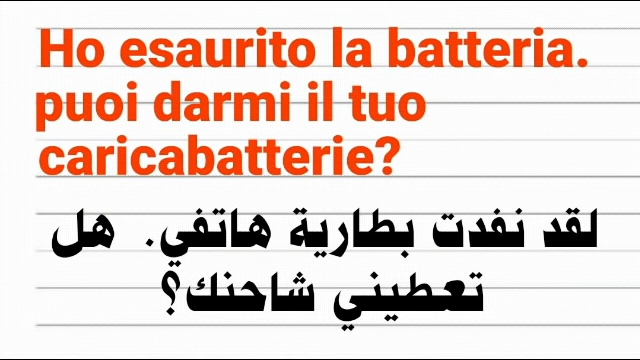 Ho esaurito la batteria.
puoi darmi il tuo
caricabatterie?
لقد نفدت بطارية هاتفي. هل
تعطيني شاحنك؟